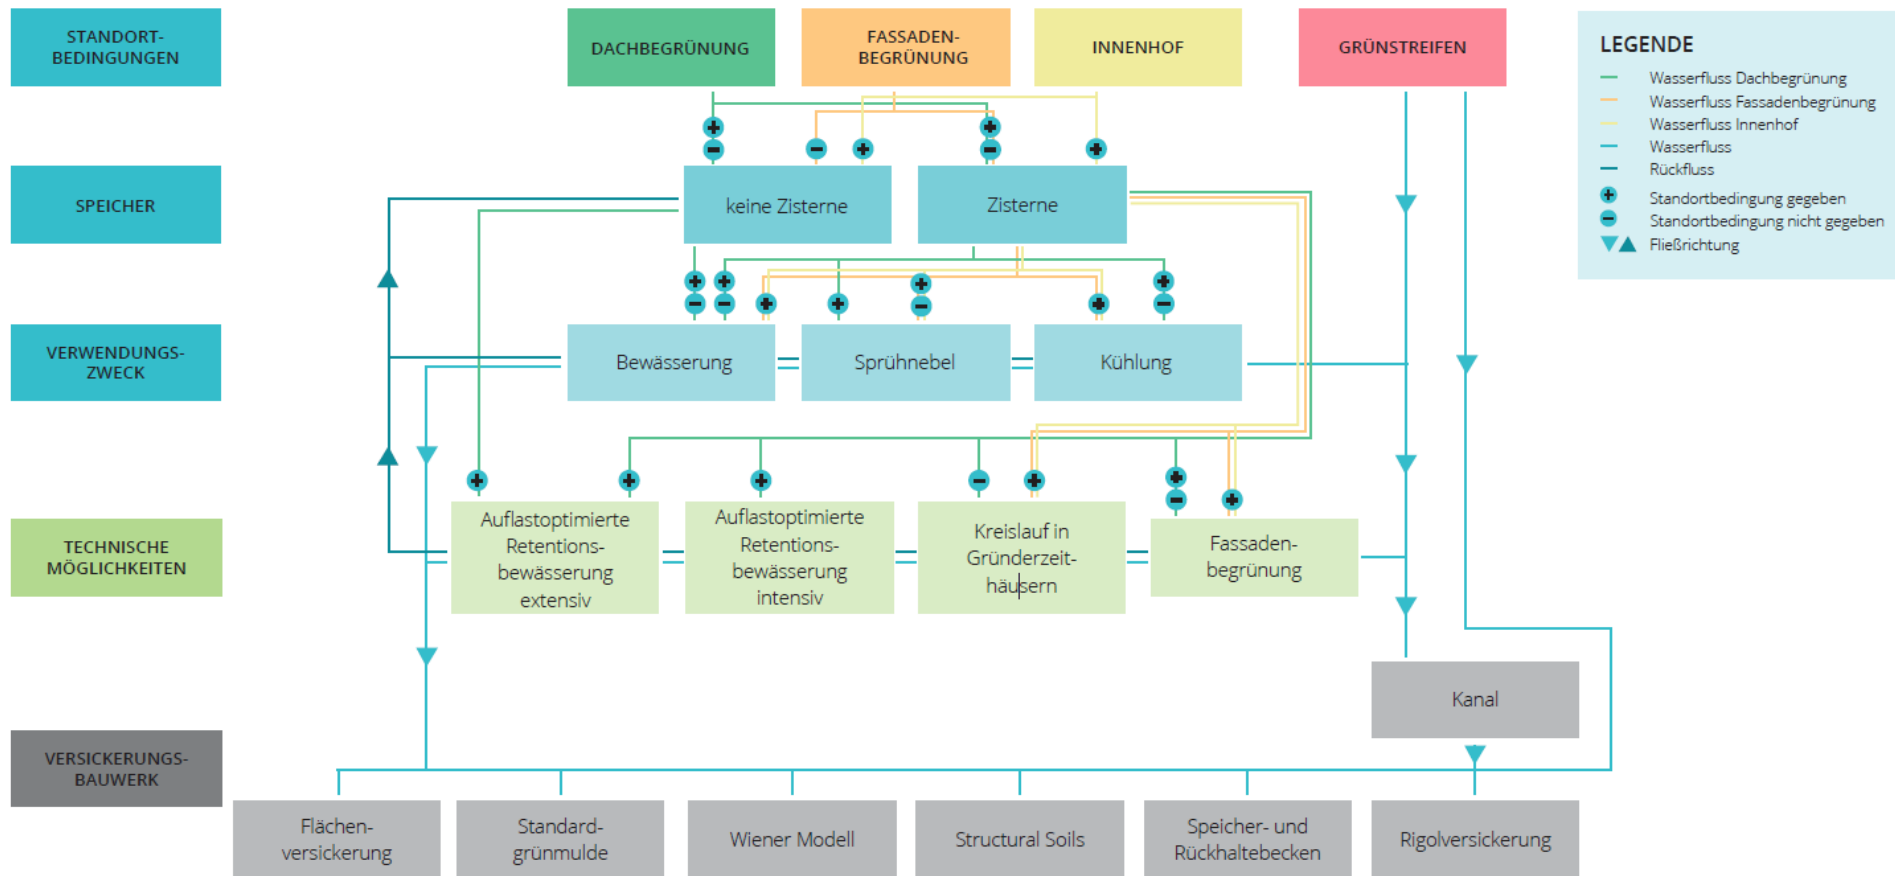 STANDORT-
BEDINGUNGEN
DACHBEGRÜNUNG
FASSADEN-
BEGRÜNUNG
INNENHOF
GRÜNSTREIFEN
LEGENDE
Wasserfluss Dachbegrünung
Wasserfluss Fassadenbegrünung
Wasserfluss Innenhof
Wasserfluss
Rückfluss
Standortbedingung gegeben
Standortbedingung nicht gegeben
Fließrichtung
SPEICHER
keine Zisterne
Zisterne
VERWENDUNGS-
ZWECK
Bewässerung
Sprühnebel
Kühlung
TECHNISCHE
MÖGLICHKEITEN
Auflastoptimierte
Retentions-
bewässerung
extensiv
Auflastoptimierte
Retentions-
bewässerung
intensiv
Kreislauf in
Gründerzeit-
häusern
Fassaden-
begrünung
Kanal
VERSICKERUNGS-
BAUWERK
Flächen-
versickerung
Standard-
grünmulde
Wiener Modell
Structural Soils
Speicher- und
Rückhaltebecken
Rigolversickerung